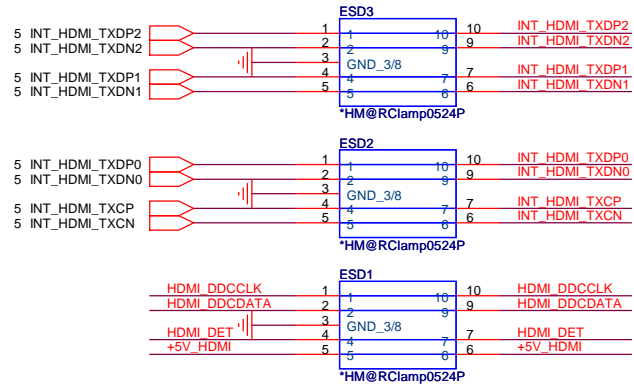 ESD3
5 INT_HDMI_TXDP2 1 1 10 10 INT_HDMI_TXDP2
5 INT_HDMI_TXDN2 2 2 9 9 INT_HDMI_TXDN2
3 GND_3/8
5 INT_HDMI_TXDP1 4 4 7 7 INT_HDMI_TXDP1
5 INT_HDMI_TXDN1 5 5 6 6 INT_HDMI_TXDN1
*HM@RClamp0524P
ESD2
5 INT_HDMI_TXDP0 1 1 10 10 INT_HDMI_TXDP0
5 INT_HDMI_TXDN0 2 2 9 9 INT_HDMI_TXDN0
3 GND_3/8
5 INT_HDMI_TXCP 4 4 7 7 INT_HDMI_TXCP
5 INT_HDMI_TXCN 5 5 6 6 INT_HDMI_TXCN
*HM@RClamp0524P
ESD1
HDMI_DDCCLK 1 1 10 10 HDMI_DDCCLK
HDMI_DDCDATA 2 2 9 9 HDMI_DDCDATA
3 GND_3/8
HDMI_DET 4 4 7 7 HDMI_DET
+5V_HDMI 5 5 6 6 +5V_HDMI
*HM@RClamp0524P